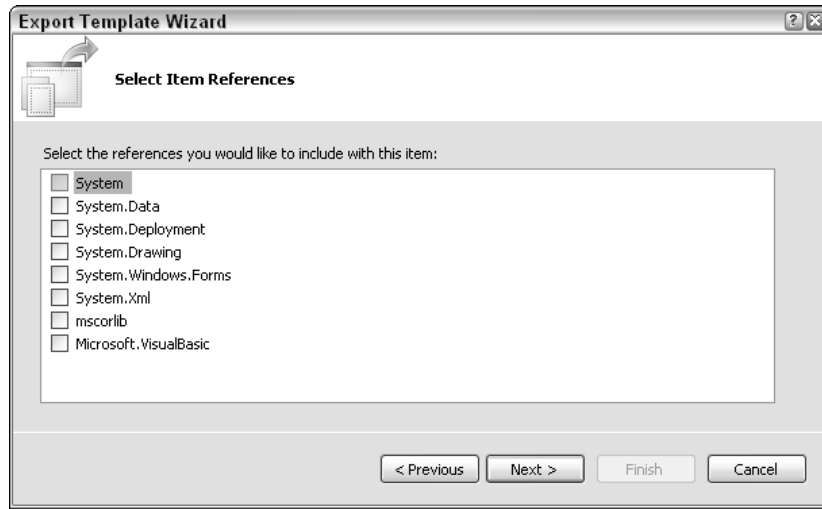 Export Template Wizard
Select Item References
Select the references you would like to include with this item:
System
System.Data
System.Deployment
System.Drawing
System.Windows.Forms
System.Xml
mscorlib
Microsoft.VisualBasic
< Previous Next > Finish Cancel